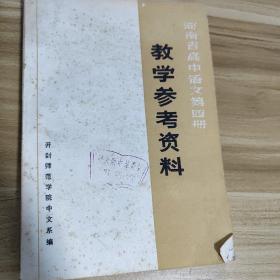 河南省高中语文第四册
教学参考资料
开封师范学院中文系编